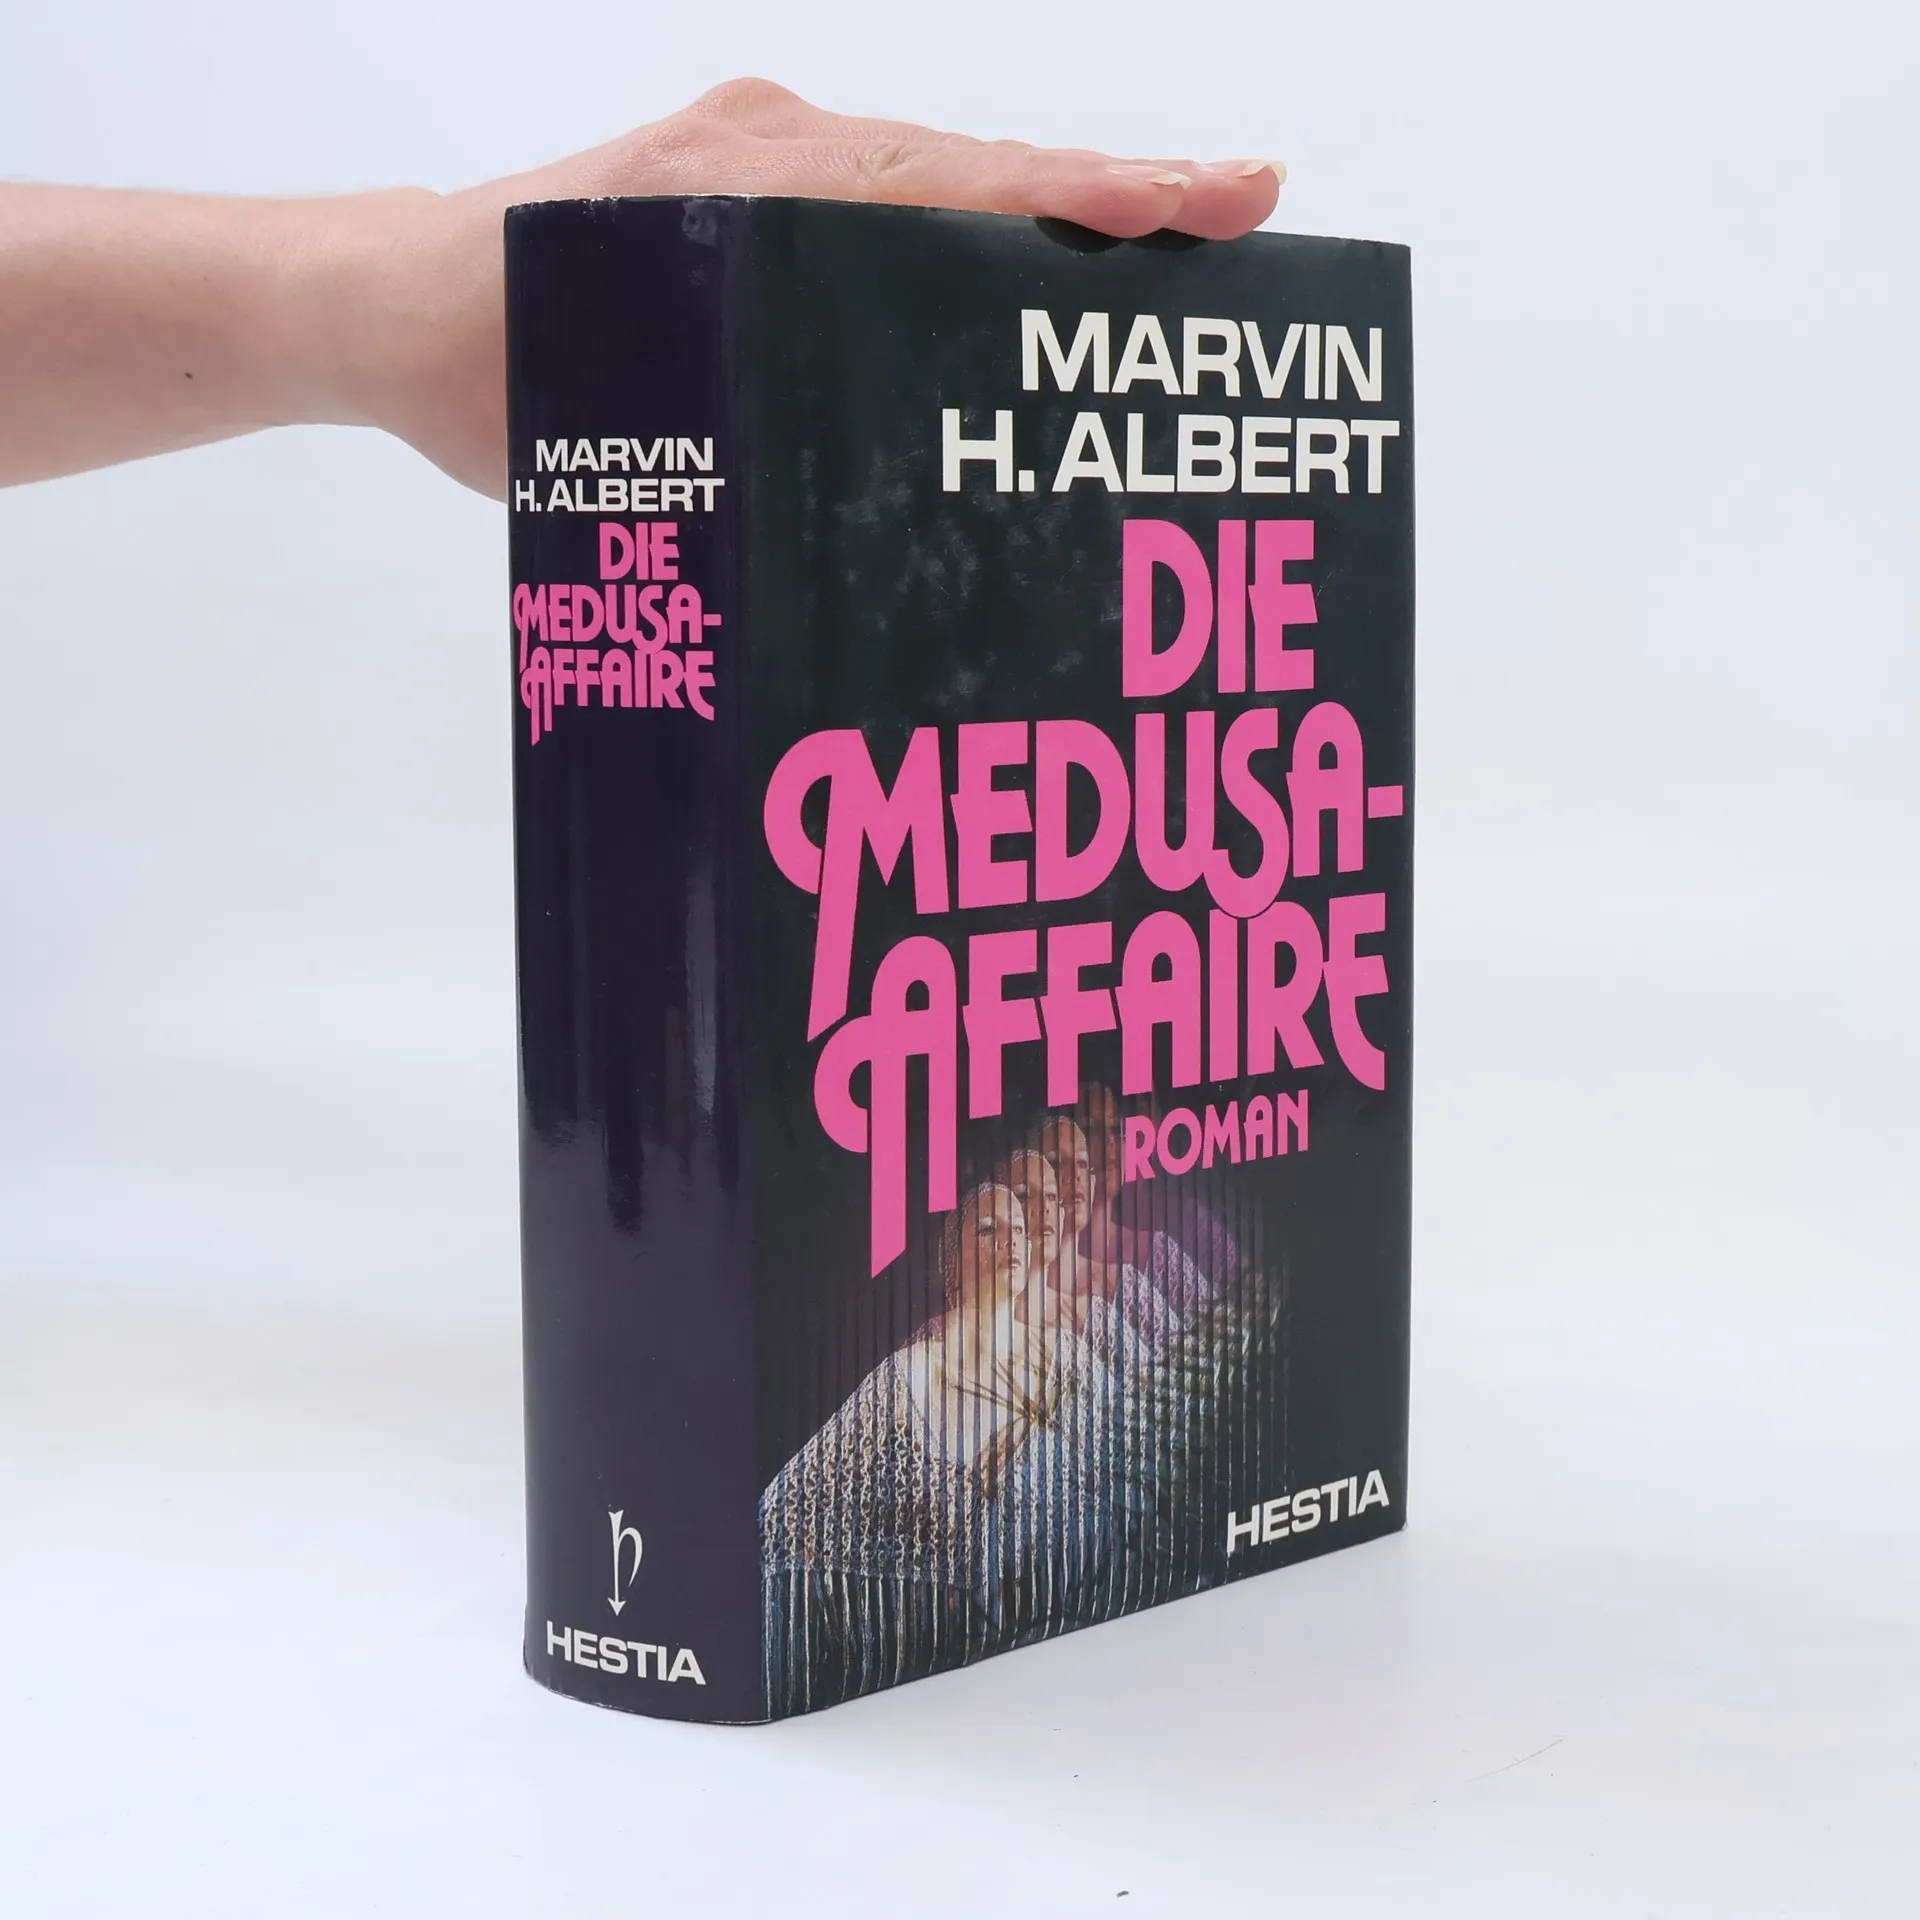 MARVIN
H. ALBERT
DIE
MEDUSA-
AFFAIRE
HESTIA
MARVIN
H. ALBERT
DIE
MEDUSA-
AFFAIRE
ROMAN
HESTIA